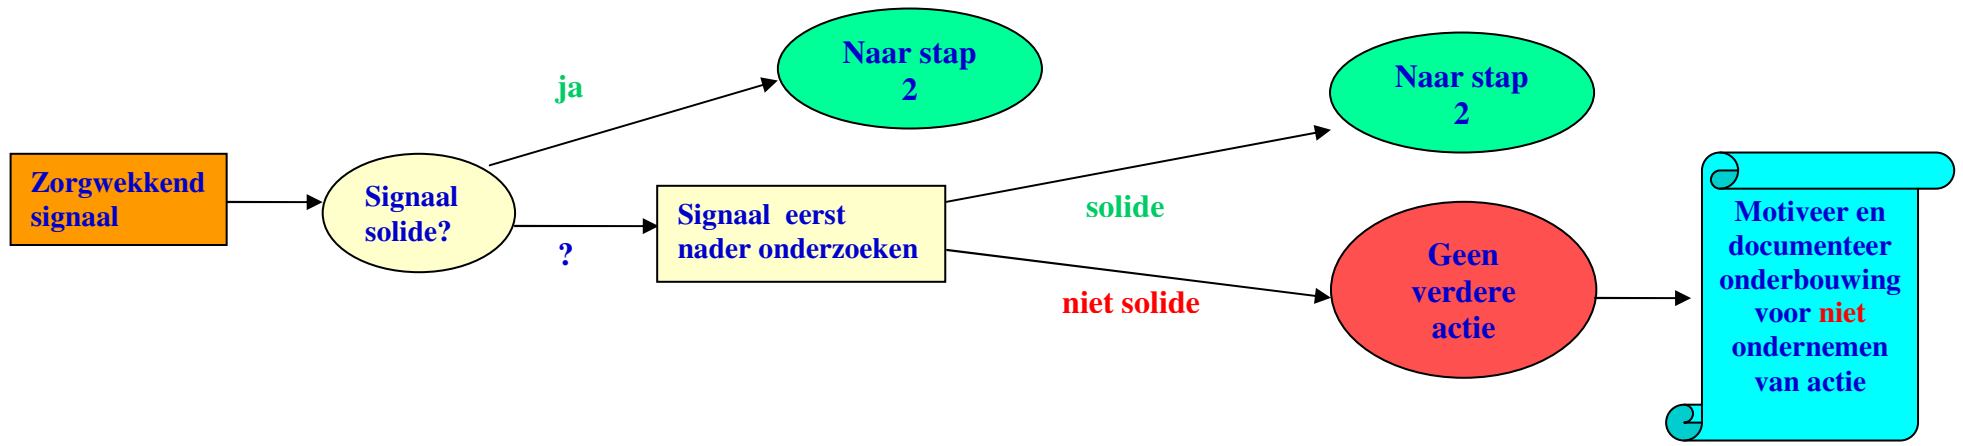 Zorgwekkend
signaal
Signaal
solide?
ja
?
Naar stap
2
Signaal  eerst
nader onderzoeken
solide
niet solide
Naar stap
2
Geen
verdere
actie
Motiveer en
documenteer
onderbouwing
voor niet
ondernemen
van actie